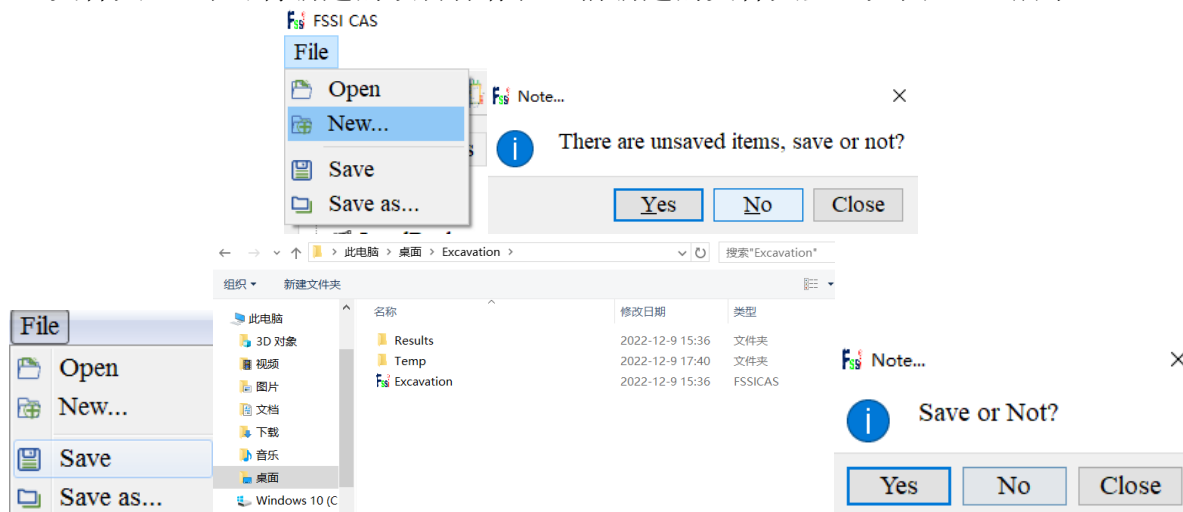 FSSI CAS
File
Open
New...
Save
Save as...
Note...
There are unsaved items, save or not?
Yes
No
Close
此电脑 > 桌面 > Excavation >
搜索"Excavation"
组织
新建文件夹
名称
修改日期
类型
此电脑
3D 对象
视频
图片
文档
下载
音乐
桌面
Windows 10 (C
Results 2022-12-9 15:36 文件夹
Temp 2022-12-9 17:40 文件夹
Excavation 2022-12-9 15:36 FSSICAS
File
Open
New...
Save
Save as...
Note...
Save or Not?
Yes
No
Close